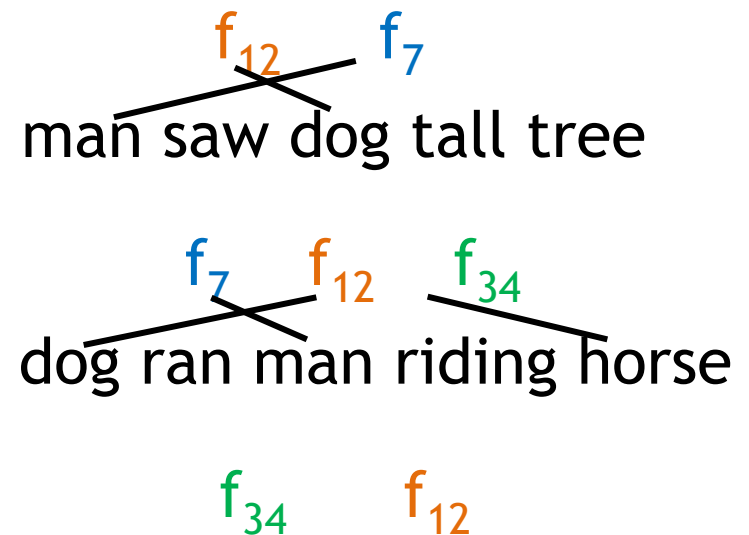 f12 f7
man saw dog tall tree
f7 f12 f34
dog ran man riding horse
f34 f12